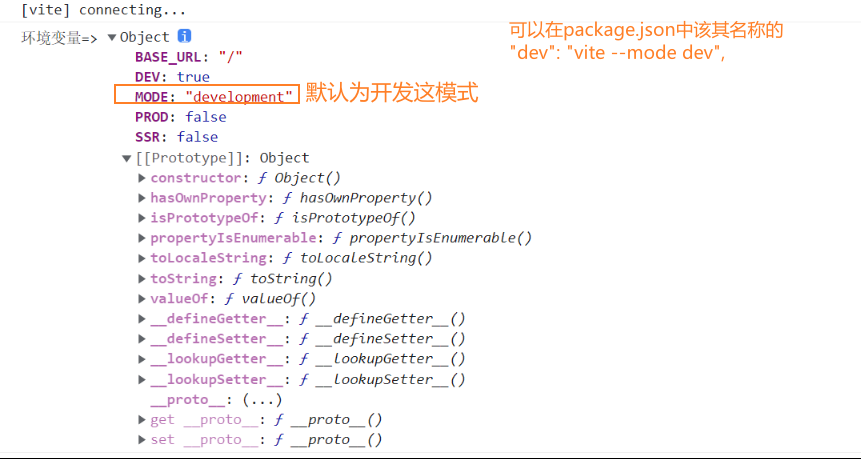 [vite] connecting...
可以在package.json中该其名称的
"dev": "vite --mode dev",
环境变量=> ▼Object i
BASE_URL: "/"
DEV: true
MODE: "development" 默认为开发这模式
PROD: false
SSR: false
▼[[Prototype]]: Object
▶constructor: ƒ Object()
▶hasOwnProperty: ƒ hasOwnProperty()
▶isPrototypeOf: ƒ isPrototypeOf()
▶propertyIsEnumerable: ƒ propertyIsEnumerable()
▶toLocaleString: ƒ toLocaleString()
▶toString: ƒ toString()
▶valueOf: ƒ valueOf()
▶__defineGetter__: ƒ __defineGetter__()
▶__defineSetter__: ƒ __defineSetter__()
▶__lookupGetter__: ƒ __lookupGetter__()
▶__lookupSetter__: ƒ __lookupSetter__()
__proto__: (...)
▶get __proto__: ƒ __proto__()
▶set __proto__: ƒ __proto__()